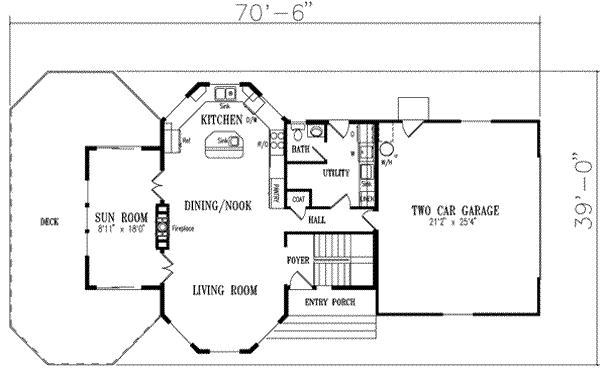 70'-6"
Sink
KITCHEN
D/W
Ref
Sink
W/O
BATH
D
W
W/H
UTILITY
Sink
LINEN
PANTRY
COAT
DECK
SUN ROOM
8'11" x 18'0"
Fireplace
DINING/NOOK
HALL
TWO CAR GARAGE
21'2" x 25'4"
39'-0"
FOYER
LIVING ROOM
ENTRY PORCH